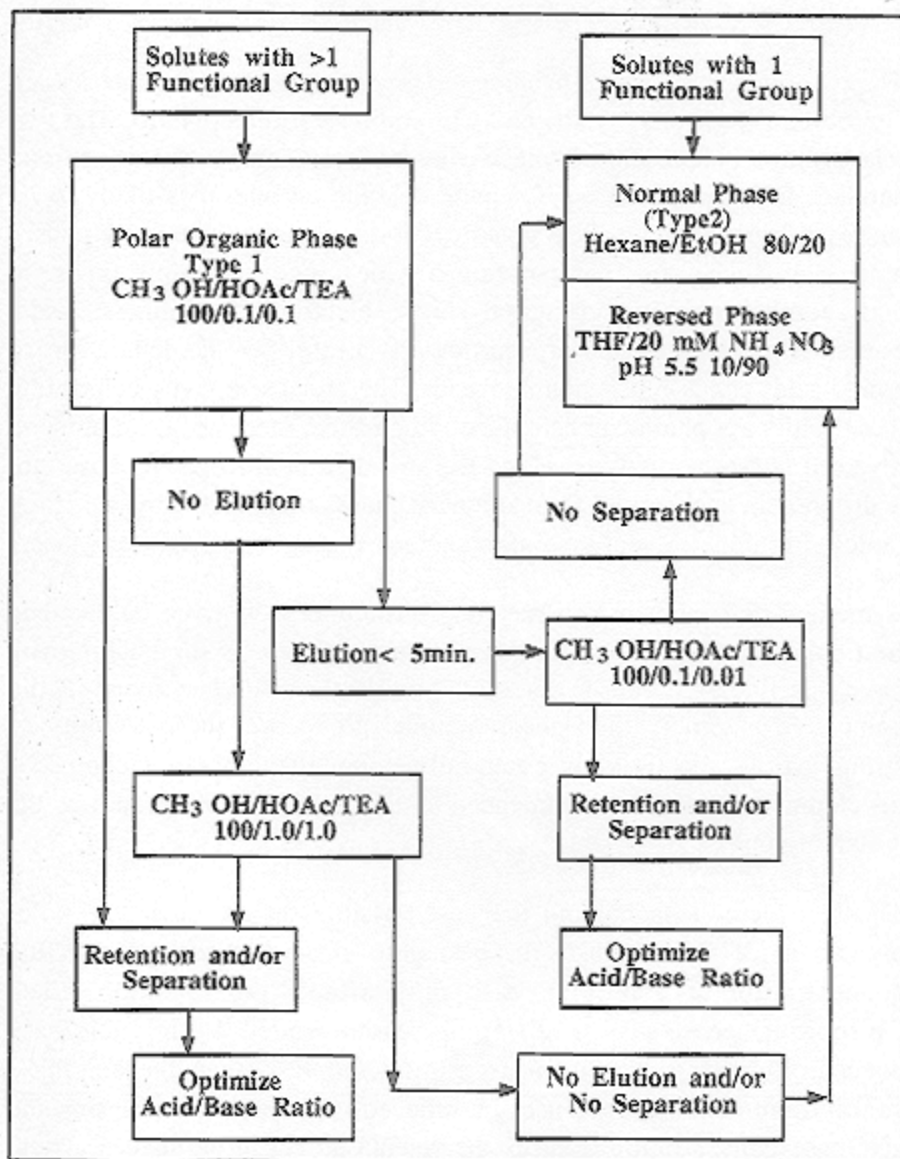 Solutes with >1
Functional Group
Solutes with 1
Functional Group
Polar Organic Phase
Type 1
CH3 OH/HOAc/TEA
100/0.1/0.1
Normal Phase
(Type2)
Hexane/EtOH 80/20
Reversed Phase
THF/20 mM NH4 NO3
pH 5.5 10/90
No Elution
No Separation
Elution< 5min.
CH3 OH/HOAc/TEA
100/0.1/0.01
CH3 OH/HOAc/TEA
100/1.0/1.0
Retention and/or
Separation
Retention and/or
Separation
Optimize
Acid/Base Ratio
Optimize
Acid/Base Ratio
No Elution and/or
No Separation